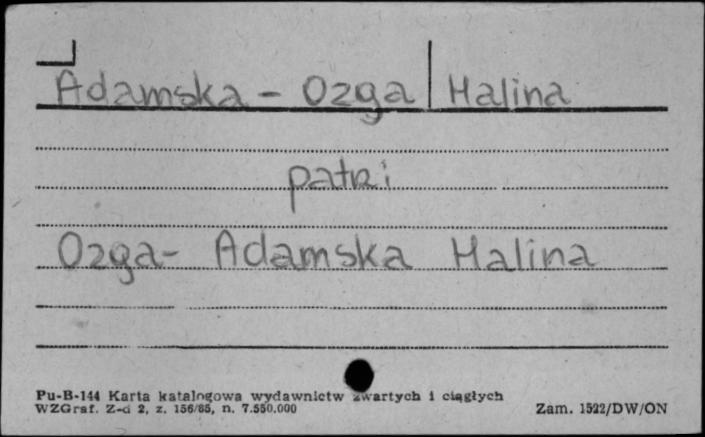 Adamska - Ozga Halina
patri
Ozga- Adamska Halina
Pu-B-144 Karta katalogowa wydawnictw zwartych i ciągłych
WZGraf. Z-d 2, z. 156/85, n. 7.550.000
Zam. 1522/DW/ON